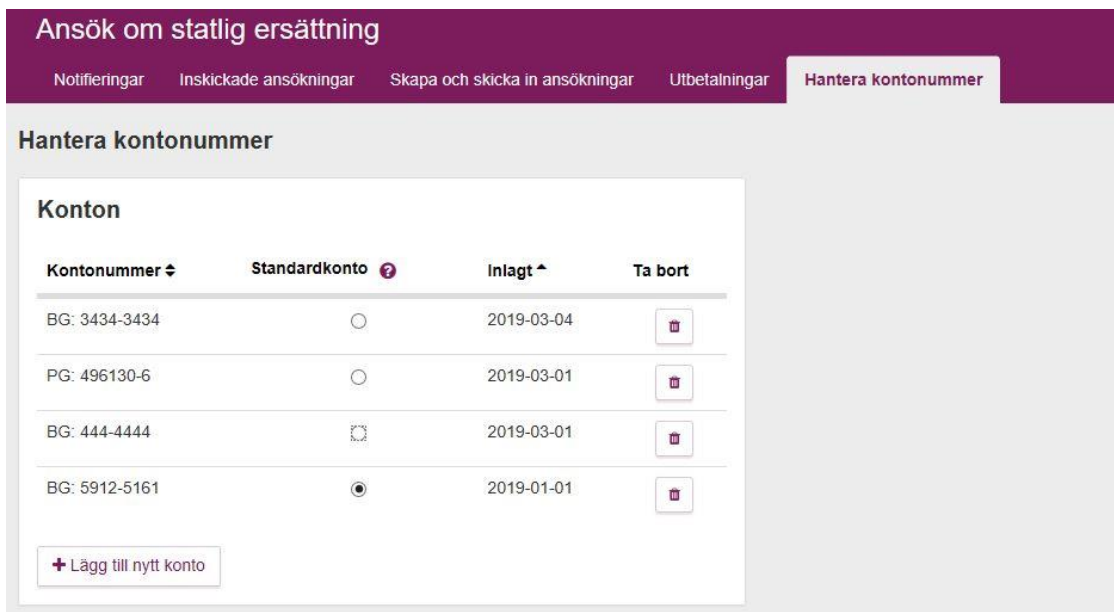 Ansök om statlig ersättning
Notifieringar Inskickade ansökningar Skapa och skicka in ansökningar Utbetalningar Hantera kontonummer
Hantera kontonummer
Konton
Kontonummer Standardkonto ? Inlagt Ta bort
BG: 3434-3434 2019-03-04
PG: 496130-6 2019-03-01
BG: 444-4444 2019-03-01
BG: 5912-5161 2019-01-01
+ Lägg till nytt konto